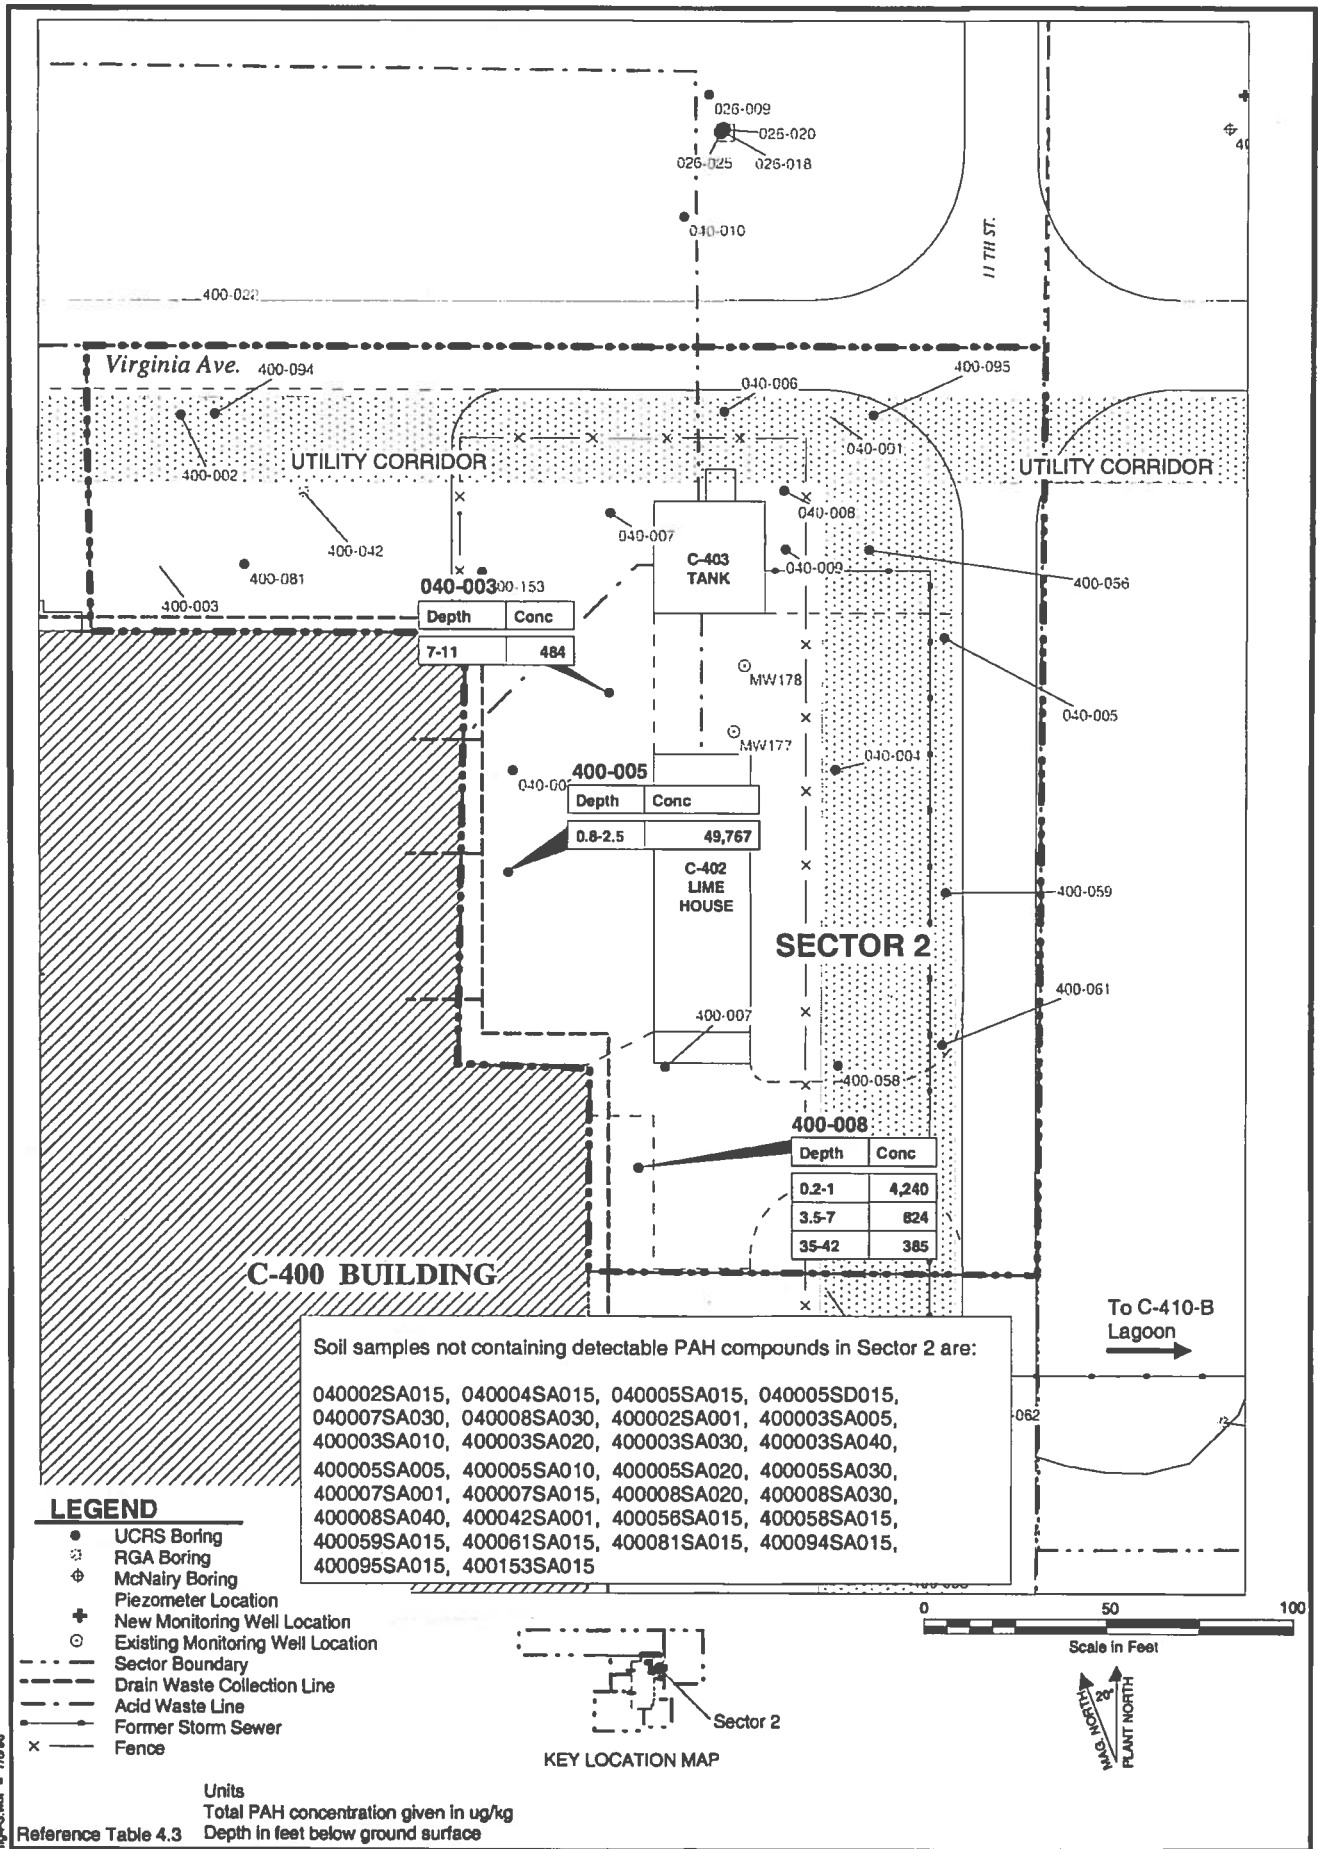 026-009
026-020
026-025 026-018
040-010
11 TH ST.
400-022
Virginia Ave. 400-094
400-095
040-006
040-001
400-002
UTILITY CORRIDOR
UTILITY CORRIDOR
040-008
040-007
400-042
C-403
TANK
040-009
400-081
400-056
400-003
040-003 400-153
Depth Conc
7-11 484
MW178
040-005
MW177
040-004
400-005
Depth Conc
0.8-2.5 49,767
C-402
LIME
HOUSE
400-059
SECTOR 2
400-061
400-007
400-058
400-008
Depth Conc
0.2-1 4,240
3.5-7 624
35-42 385
C-400 BUILDING
To C-410-B
Lagoon
Soil samples not containing detectable PAH compounds in Sector 2 are:
040002SA015, 040004SA015, 040005SA015, 040005SD015,
040007SA030, 040008SA030, 400002SA001, 400003SA005,
400003SA010, 400003SA020, 400003SA030, 400003SA040,
400005SA005, 400005SA010, 400005SA020, 400005SA030,
400007SA001, 400007SA015, 400008SA020, 400008SA030,
400008SA040, 400042SA001, 400056SA015, 400058SA015,
400059SA015, 400061SA015, 400081SA015, 400094SA015,
400095SA015, 400153SA015
-062
LEGEND
UCRS Boring
RGA Boring
McNairy Boring
Piezometer Location
New Monitoring Well Location
Existing Monitoring Well Location
Sector Boundary
Drain Waste Collection Line
Acid Waste Line
Former Storm Sewer
Fence
0 50 100
Scale in Feet
MAG. NORTH
20°
PLANT NORTH
Sector 2
KEY LOCATION MAP
Units
Total PAH concentration given in ug/kg
Reference Table 4.3 Depth in feet below ground surface